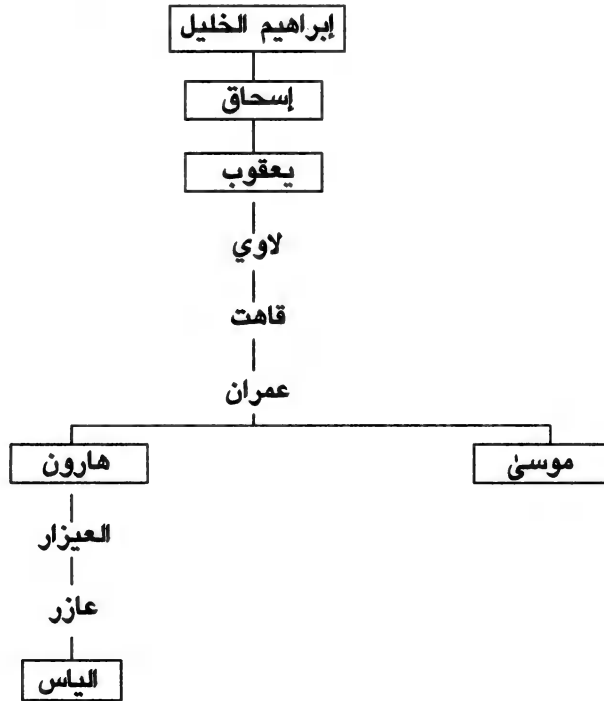 إبراهيم الخليل
إسحاق
يعقوب
لاوي
قاهت
عمران
موسىٰ
هارون
العيزار
عازر
الياس